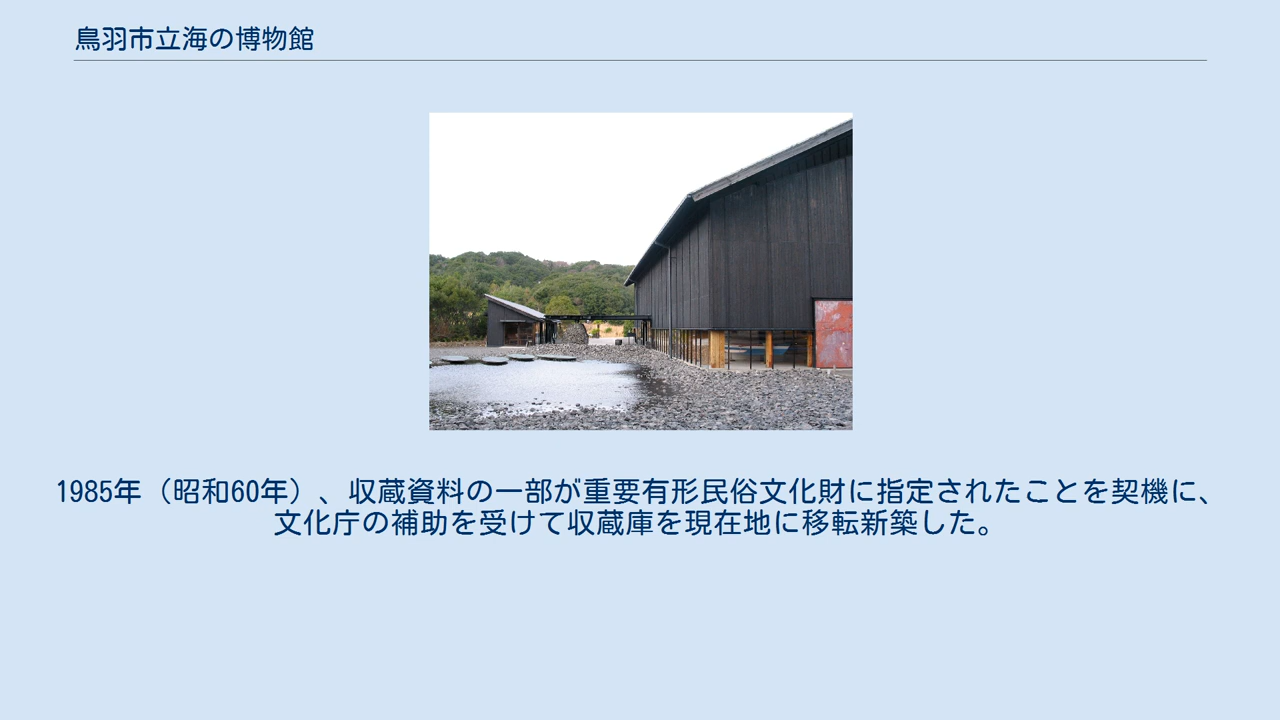 鳥羽市立海の博物館
1985年（昭和60年）、収蔵資料の一部が重要有形民俗文化財に指定されたことを契機に、
文化庁の補助を受けて収蔵庫を現在地に移転新築した。